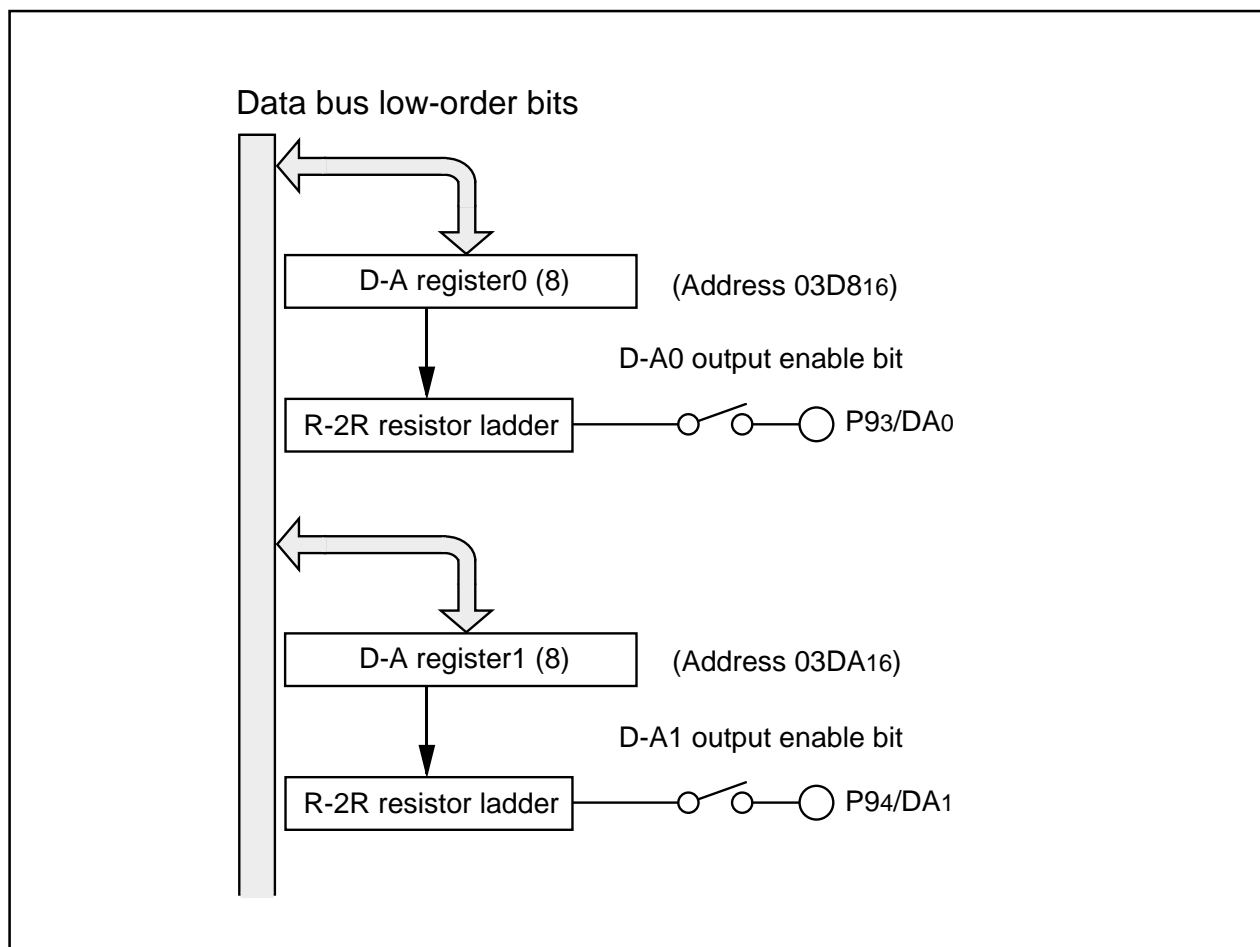 Data bus low-order bits
D-A register0 (8)
(Address 03D816)
D-A0 output enable bit
R-2R resistor ladder
P93/DA0
D-A register1 (8)
(Address 03DA16)
D-A1 output enable bit
R-2R resistor ladder
P94/DA1